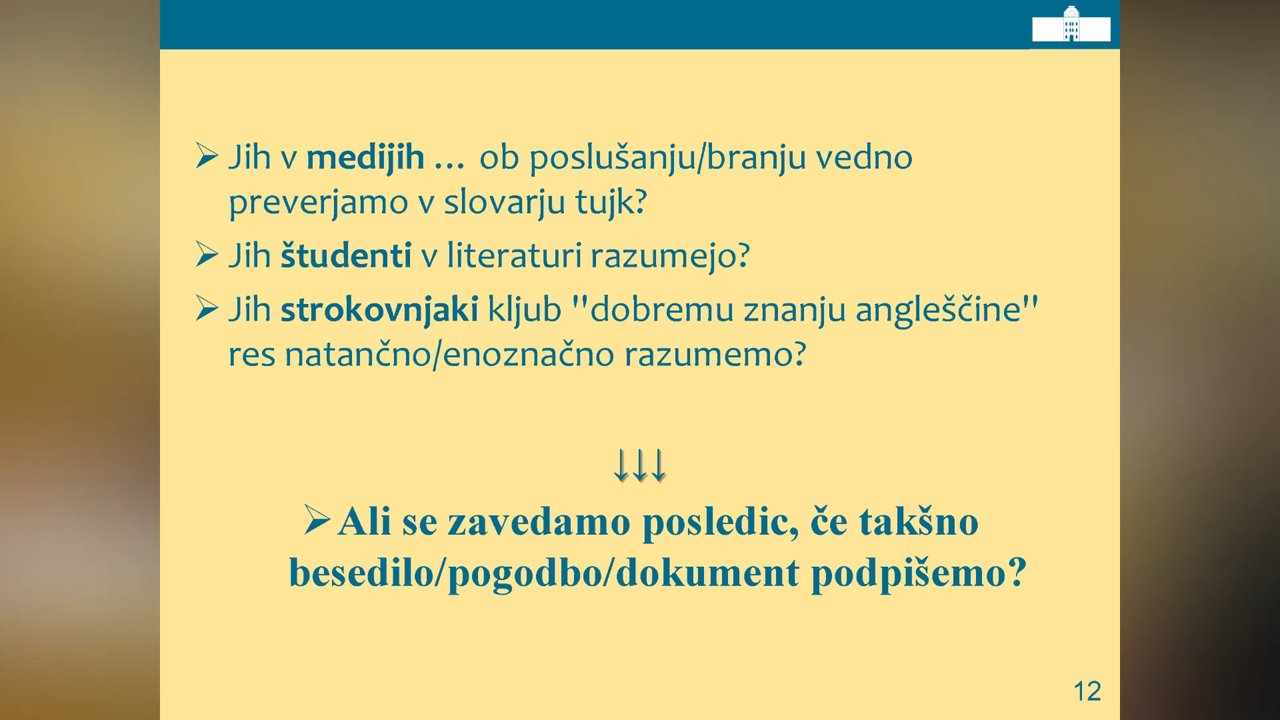 ➢ Jih v medijih … ob poslušanju/branju vedno
preverjamo v slovarju tujk?
➢ Jih študenti v literaturi razumejo?
➢ Jih strokovnjaki kljub "dobremu znanju angleščine"
res natančno/enoznačno razumemo?
↓↓↓
➢ Ali se zavedamo posledic, če takšno
besedilo/pogodbo/dokument podpišemo?
12